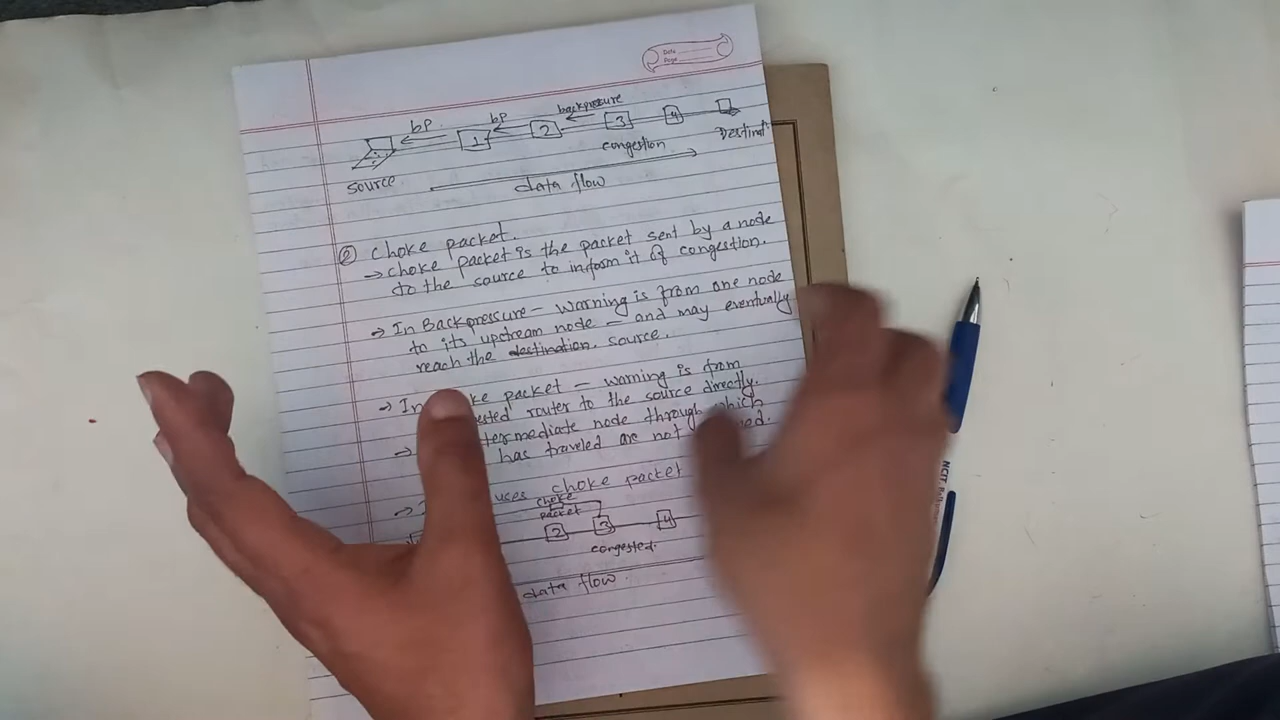 Date
Page
bP
bP
backpressure
1
2
3
4
source
congestion
Destinat
data flow
② Choke packet.
→ choke packet is the packet sent by a node
to the source to inform it of congestion.
→ In Backpressure - warning is from one node
to its upstream node - and may eventually
reach the destination. source.
→ In ke packet - warning is from
ested router to the source directly.
→ termediate node through which
has traveled are not ned.
→ uses choke packet
choke
packet
2
3
4
congested.
data flow
NCIT